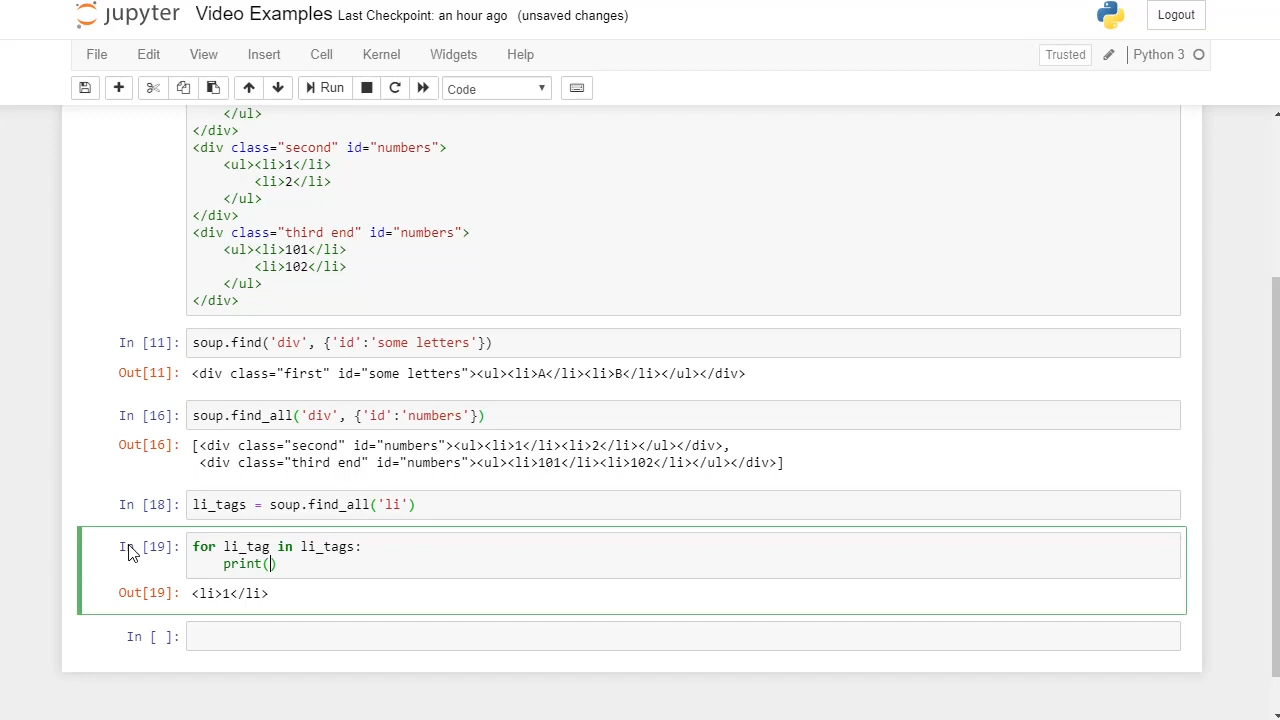 jupyter Video Examples Last Checkpoint: an hour ago (unsaved changes) Logout
File Edit View Insert Cell Kernel Widgets Help Trusted Python 3
Run Code
</ul>
</div>
<div class="second" id="numbers">
    <ul><li>1</li>
        <li>2</li>
    </ul>
</div>
<div class="third end" id="numbers">
    <ul><li>101</li>
        <li>102</li>
    </ul>
</div>
In [11]: soup.find('div', {'id':'some letters'})
Out[11]: <div class="first" id="some letters"><ul><li>A</li><li>B</li></ul></div>
In [16]: soup.find_all('div', {'id':'numbers'})
Out[16]: [<div class="second" id="numbers"><ul><li>1</li><li>2</li></ul></div>,
 <div class="third end" id="numbers"><ul><li>101</li><li>102</li></ul></div>]
In [18]: li_tags = soup.find_all('li')
In [19]: for li_tag in li_tags:
    print()
Out[19]: <li>1</li>
In [ ]: